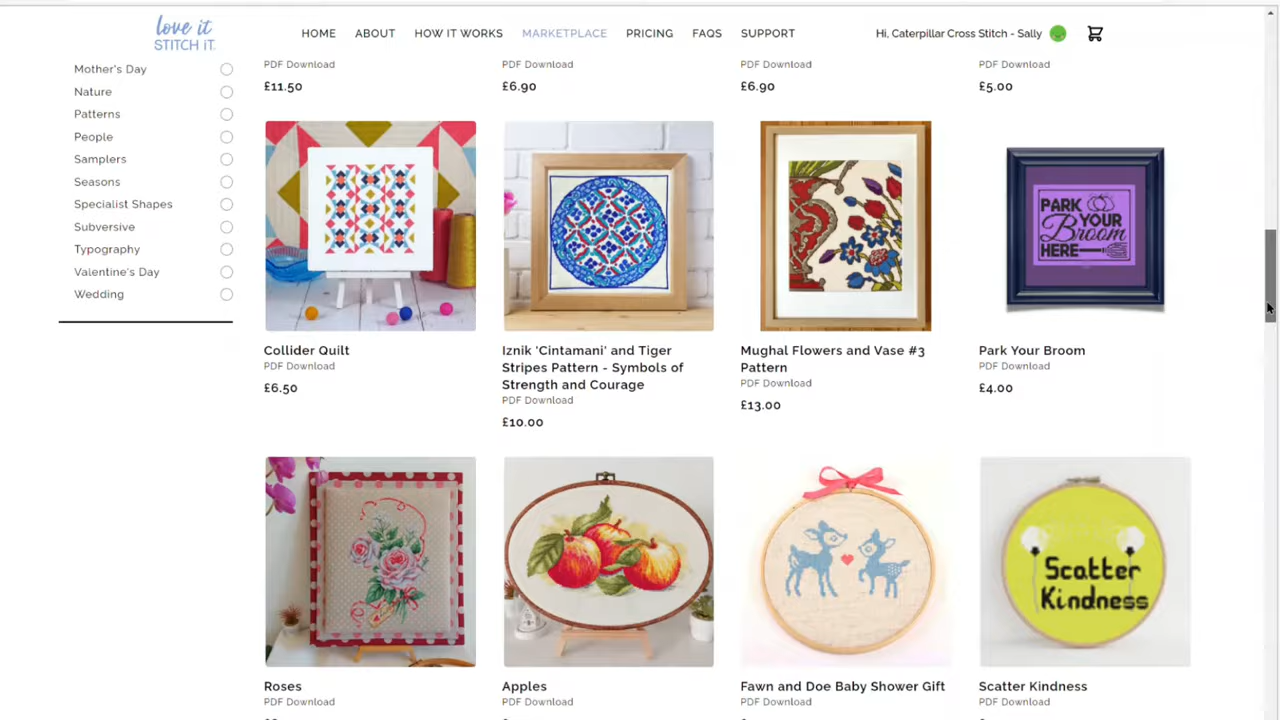 love it
STITCH IT.
HOME ABOUT HOW IT WORKS MARKETPLACE PRICING FAQS SUPPORT
Hi, Caterpillar Cross Stitch - Sally
Mother's Day
Nature
Patterns
People
Samplers
Seasons
Specialist Shapes
Subversive
Typography
Valentine's Day
Wedding
PDF Download PDF Download PDF Download PDF Download
£11.50 £6.90 £6.90 £5.00
PARK
YOUR
Broom
HERE
Collider Quilt
PDF Download
£6.50
Iznik 'Cintamani' and Tiger
Stripes Pattern - Symbols of
Strength and Courage
PDF Download
£10.00
Mughal Flowers and Vase #3
Pattern
PDF Download
£13.00
Park Your Broom
PDF Download
£4.00
Scatter
Kindness
Roses
PDF Download
Apples
PDF Download
Fawn and Doe Baby Shower Gift
PDF Download
Scatter Kindness
PDF Download